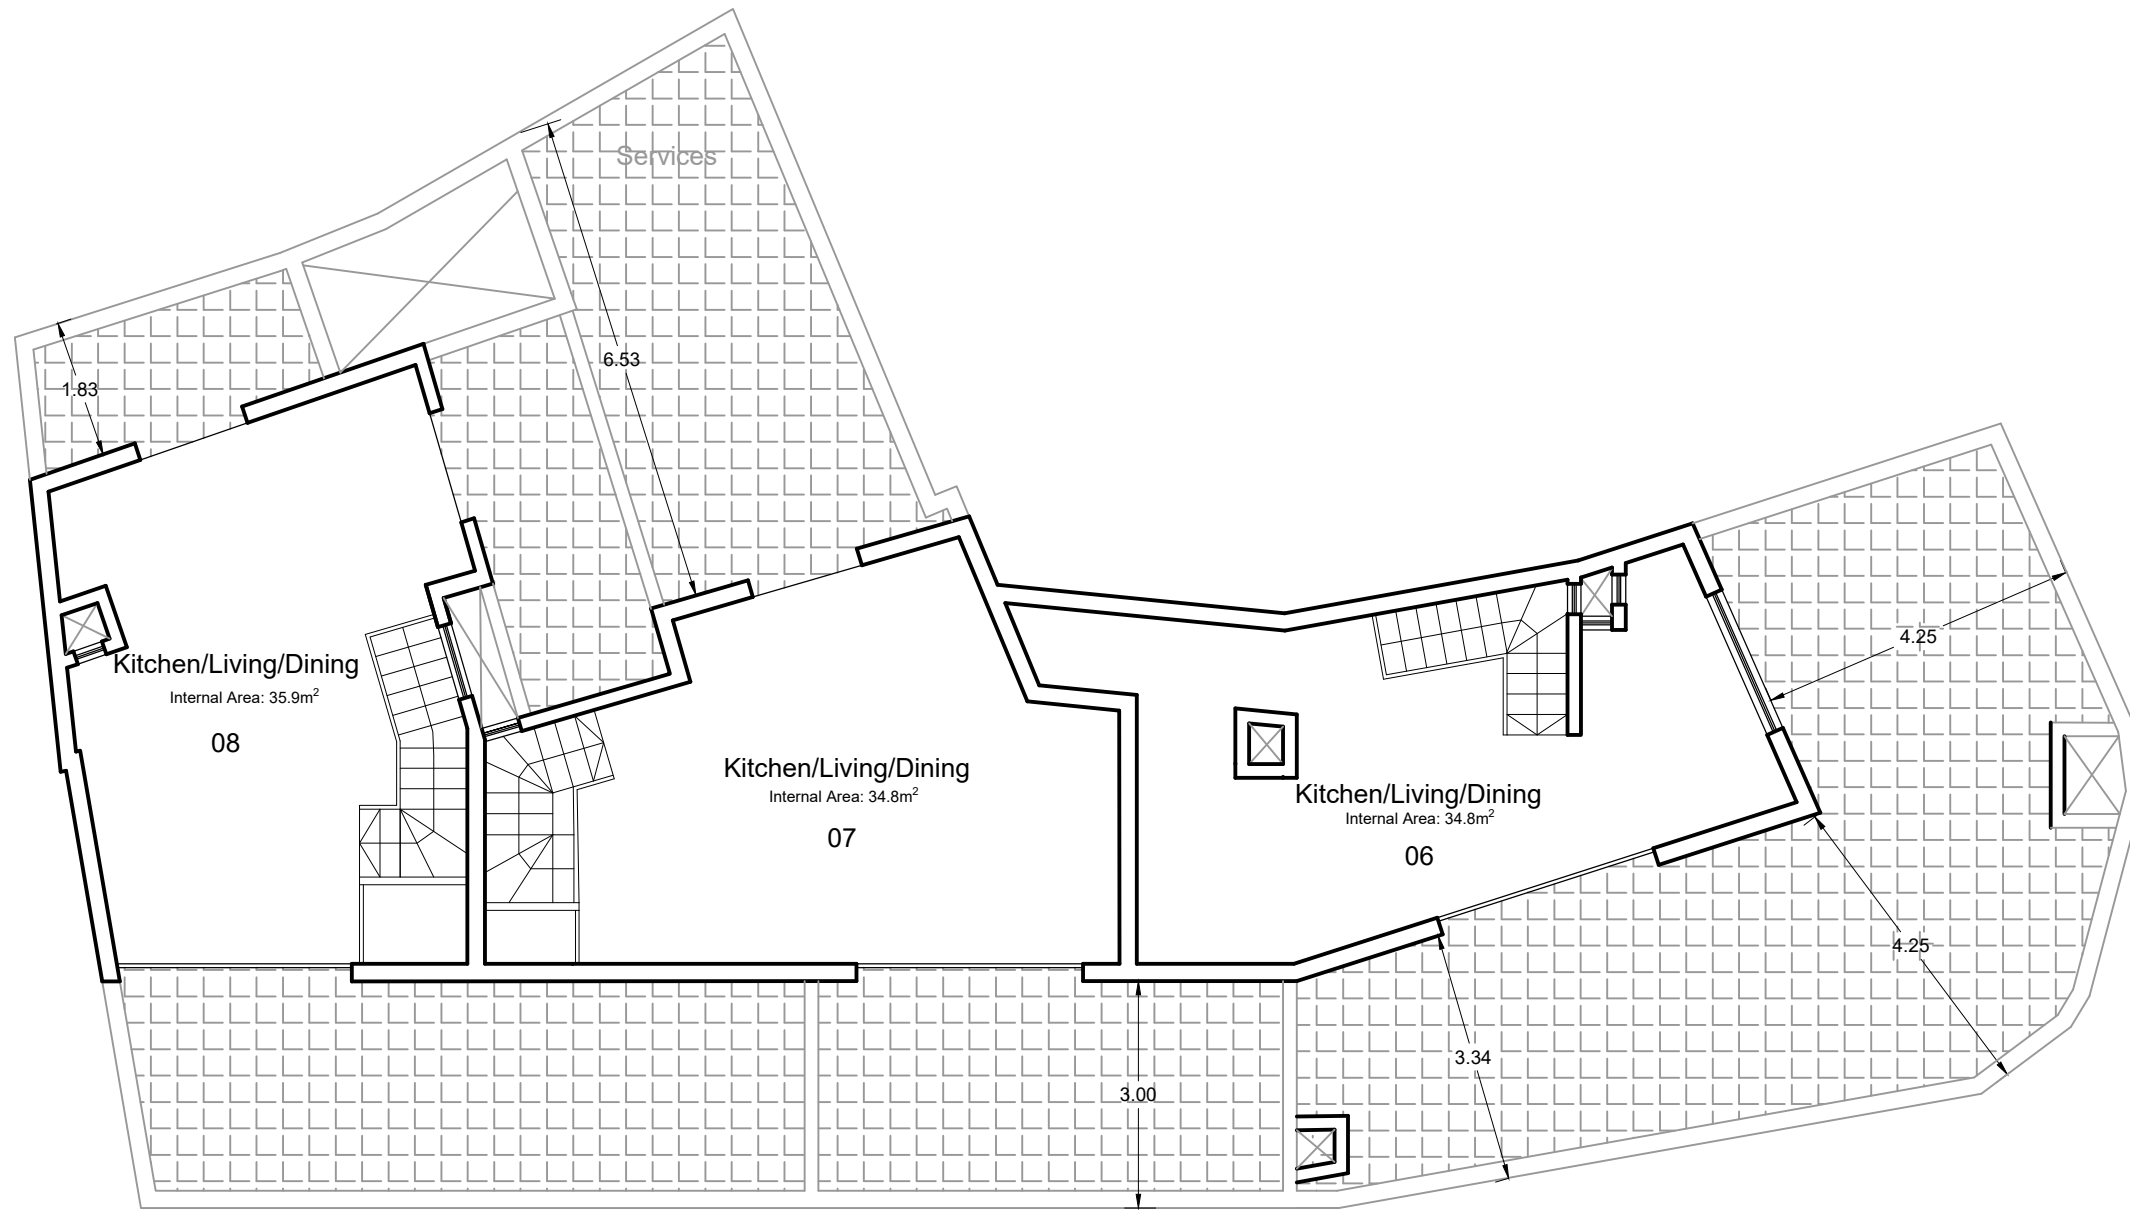 Services
6.53
1.83
4.25
Kitchen/Living/Dining
Internal Area: 35.9m²
08
Kitchen/Living/Dining
Internal Area: 34.8m²
07
Kitchen/Living/Dining
Internal Area: 34.8m²
06
4.25
3.34
3.00